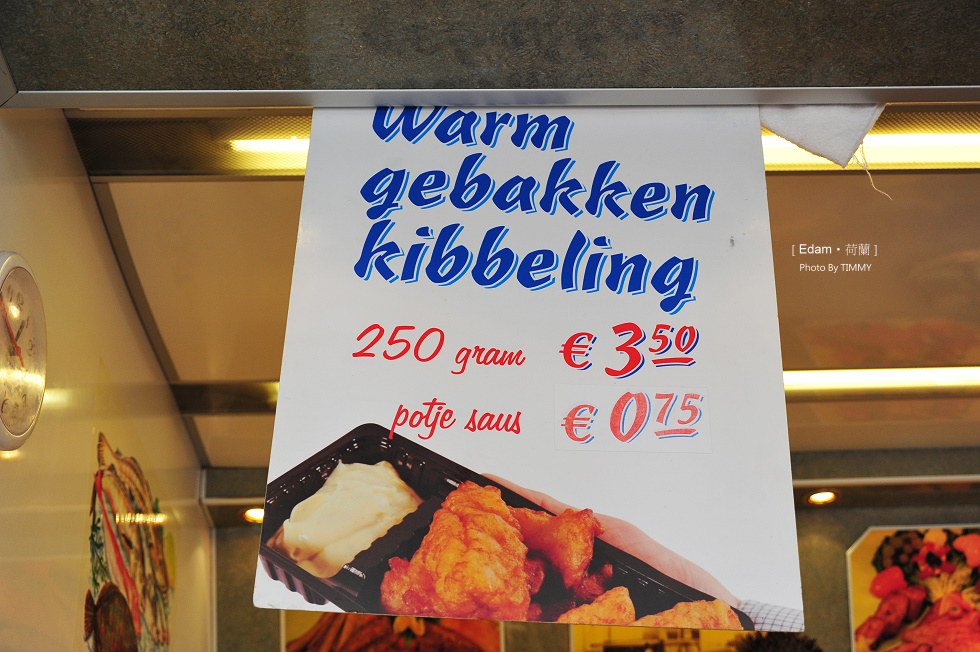 Warm
gebakken
kibbeling
250 gram € 3 50
potje saus € 0 75
[ Edam • 荷蘭 ]
Photo By TIMMY